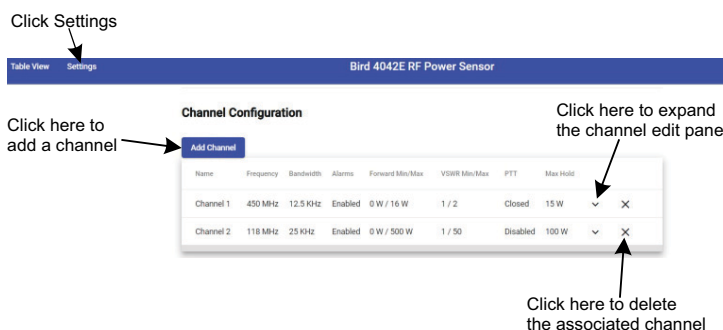 Click Settings
Table View Settings Bird 4042E RF Power Sensor
Channel Configuration
Click here to
add a channel
Click here to expand
the channel edit pane
Add Channel
Name Frequency Bandwidth Alarms Forward Min/Max VSWR Min/Max PTT Max Hold
Channel 1 450 MHz 12.5 KHz Enabled 0 W / 16 W 1 / 2 Closed 15 W
Channel 2 118 MHz 25 KHz Enabled 0 W / 500 W 1 / 50 Disabled 100 W
Click here to delete
the associated channel